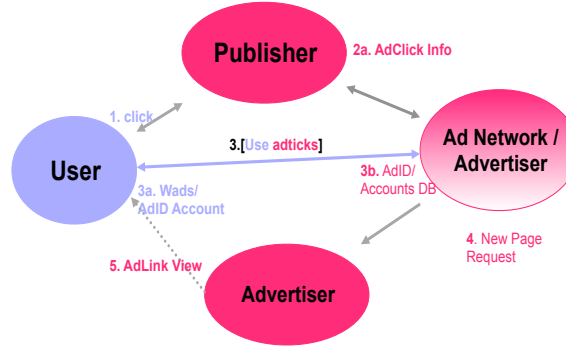 Publisher
2a. AdClick Info
1. click
3.[Use adticks]
Ad Network /
Advertiser
User
3a. Wads/
AdID Account
3b. AdID/
Accounts DB
4. New Page
Request
5. AdLink View
Advertiser